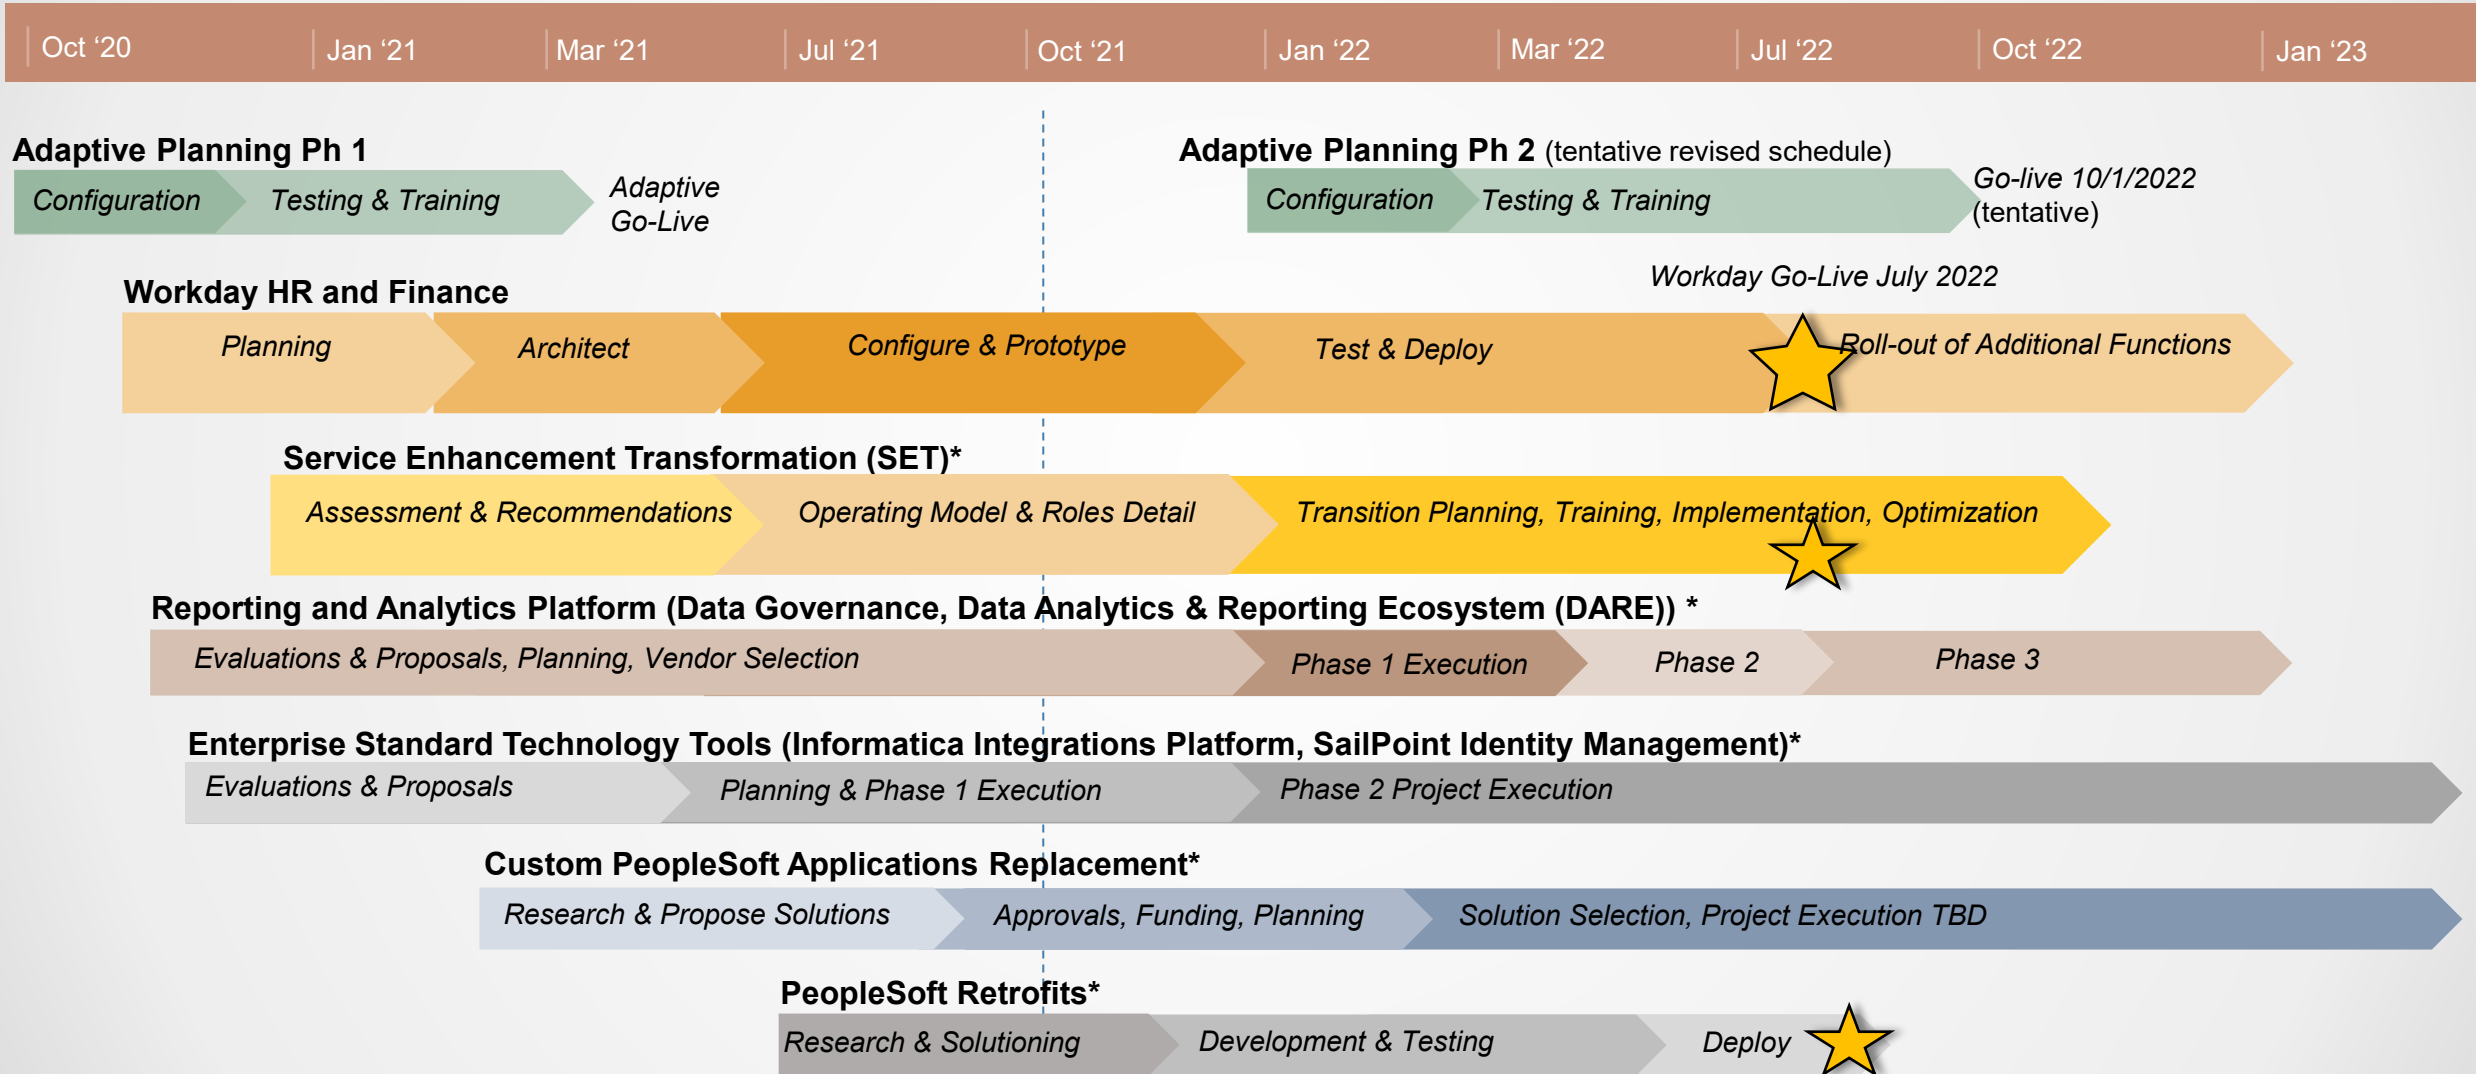 Oct ‘20
Jan ‘21
Mar ‘21
Jul ‘21
Oct ‘21
Jan ‘22
Mar ‘22
Jul ‘22
Oct ‘22
Jan ‘23
Adaptive Planning Ph 1
Configuration
Testing & Training
Adaptive
Go-Live
Adaptive Planning Ph 2 (tentative revised schedule)
Configuration
Testing & Training
Go-live 10/1/2022
(tentative)
Workday Go-Live July 2022
Workday HR and Finance
Planning
Architect
Configure & Prototype
Test & Deploy
Roll-out of Additional Functions
Service Enhancement Transformation (SET)*
Assessment & Recommendations
Operating Model & Roles Detail
Transition Planning, Training, Implementation, Optimization
Reporting and Analytics Platform (Data Governance, Data Analytics & Reporting Ecosystem (DARE)) *
Evaluations & Proposals, Planning, Vendor Selection
Phase 1 Execution
Phase 2
Phase 3
Enterprise Standard Technology Tools (Informatica Integrations Platform, SailPoint Identity Management)*
Evaluations & Proposals
Planning & Phase 1 Execution
Phase 2 Project Execution
Custom PeopleSoft Applications Replacement*
Research & Propose Solutions
Approvals, Funding, Planning
Solution Selection, Project Execution TBD
PeopleSoft Retrofits*
Research & Solutioning
Development & Testing
Deploy